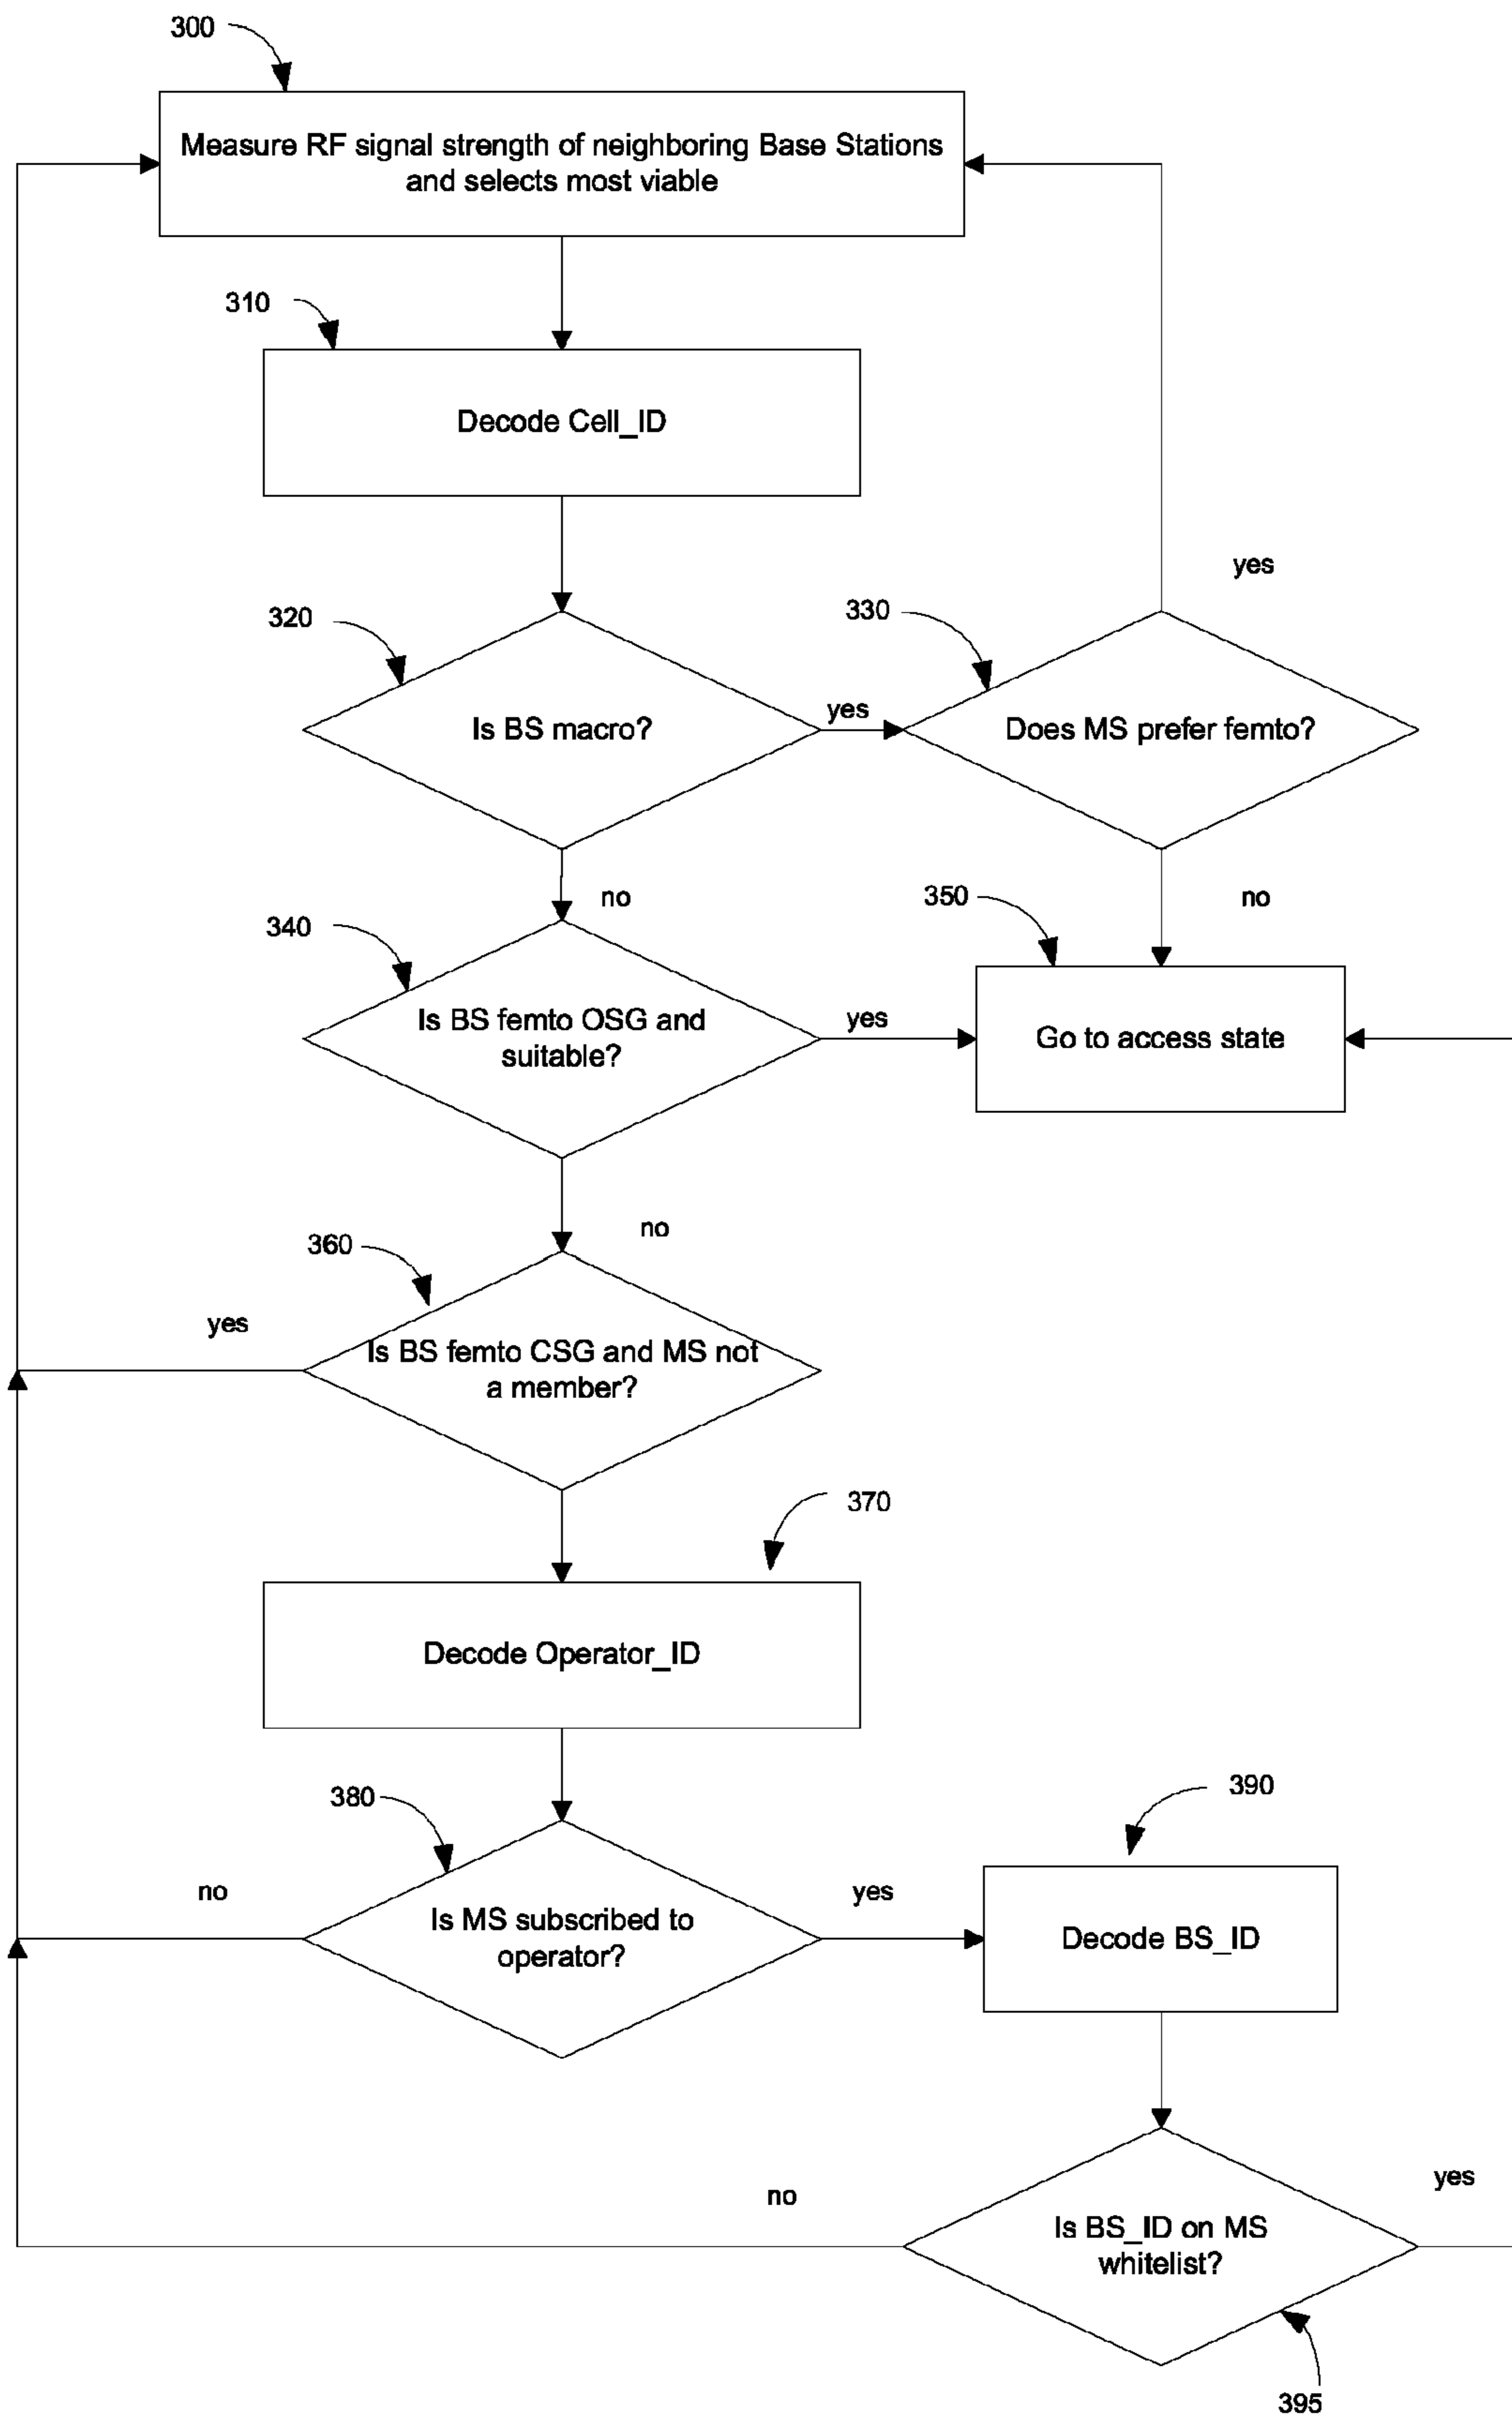 300
Measure RF signal strength of neighboring Base Stations
and selects most viable
310
Decode Cell_ID
yes
320
330
Is BS macro?
yes
Does MS prefer femto?
no
350
no
340
Is BS femto OSG and
suitable?
yes
Go to access state
no
360
yes
Is BS femto CSG and MS not
a member?
370
Decode Operator_ID
380
390
no
Is MS subscribed to
operator?
yes
Decode BS_ID
no
yes
Is BS_ID on MS
whitelist?
395